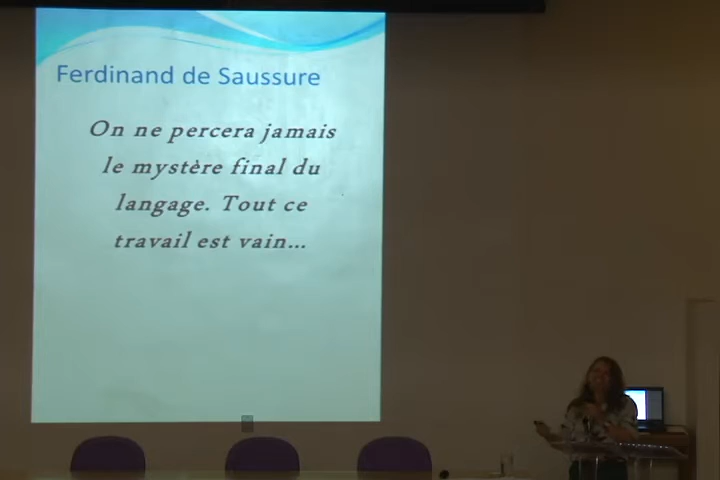 Ferdinand de Saussure
On ne percera jamais
le mystère final du
langage. Tout ce
travail est vain...